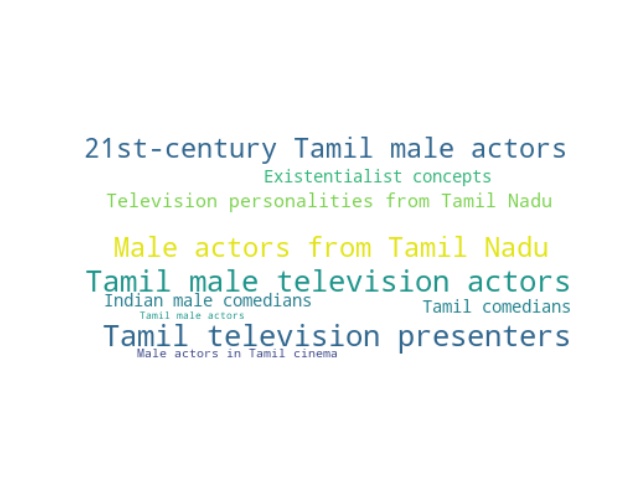 21st-century Tamil male actors
Existentialist concepts
Television personalities from Tamil Nadu
Male actors from Tamil Nadu
Tamil male television actors
Indian male comedians
Tamil comedians
Tamil male actors
Tamil television presenters
Male actors in Tamil cinema